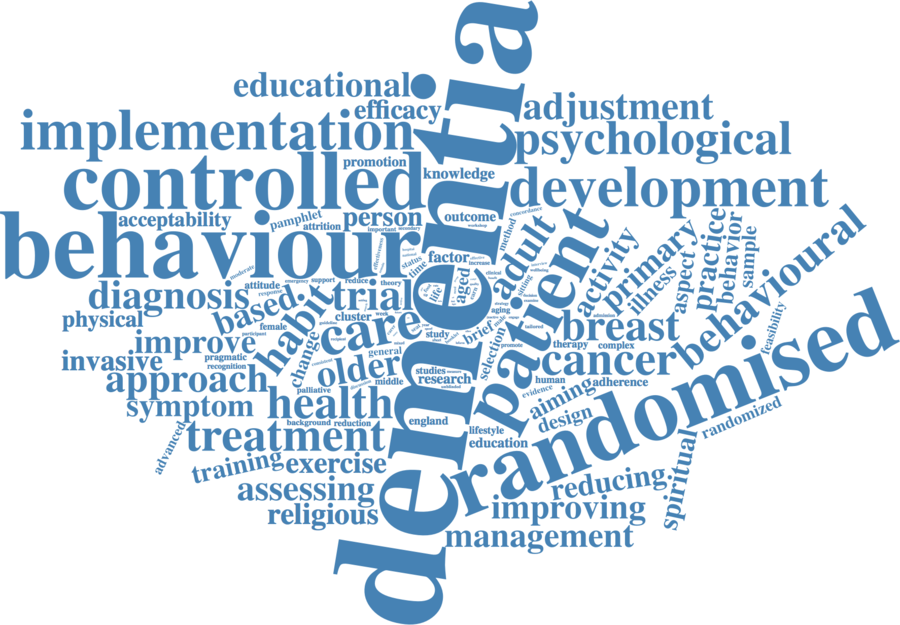 dementia
educational
efficacy
adjustment
implementation
psychological
promotion
controlled
knowledge
development
acceptability
pamphlet
attrition
person
outcome
workshop
concordance
important
secondary
behaviour
method
adult
patient
activity
primary
illness
aspect
practice
behavior
sample
behavioural
feasibility
factor
status
time
effectiveness
moderate
attitude
response
emergency
support
reduce
theory
diagnosis
based
habit
trial
life
aged
increase
clinical
aging
physical
female
cluster
week
care
study
brief
selection
breast
therapy
complex
improve
participant
change
general
older
cancer
invasive
pragmatic
recognition
approach
palliative
middle
studies
research
human
adherence
evidence
promote
tailored
admission
aiming
design
symptom
health
background
reduction
england
lifestyle
education
randomised
randomized
treatment
advanced
training
exercise
assessing
religious
reducing
improving
spiritual
management